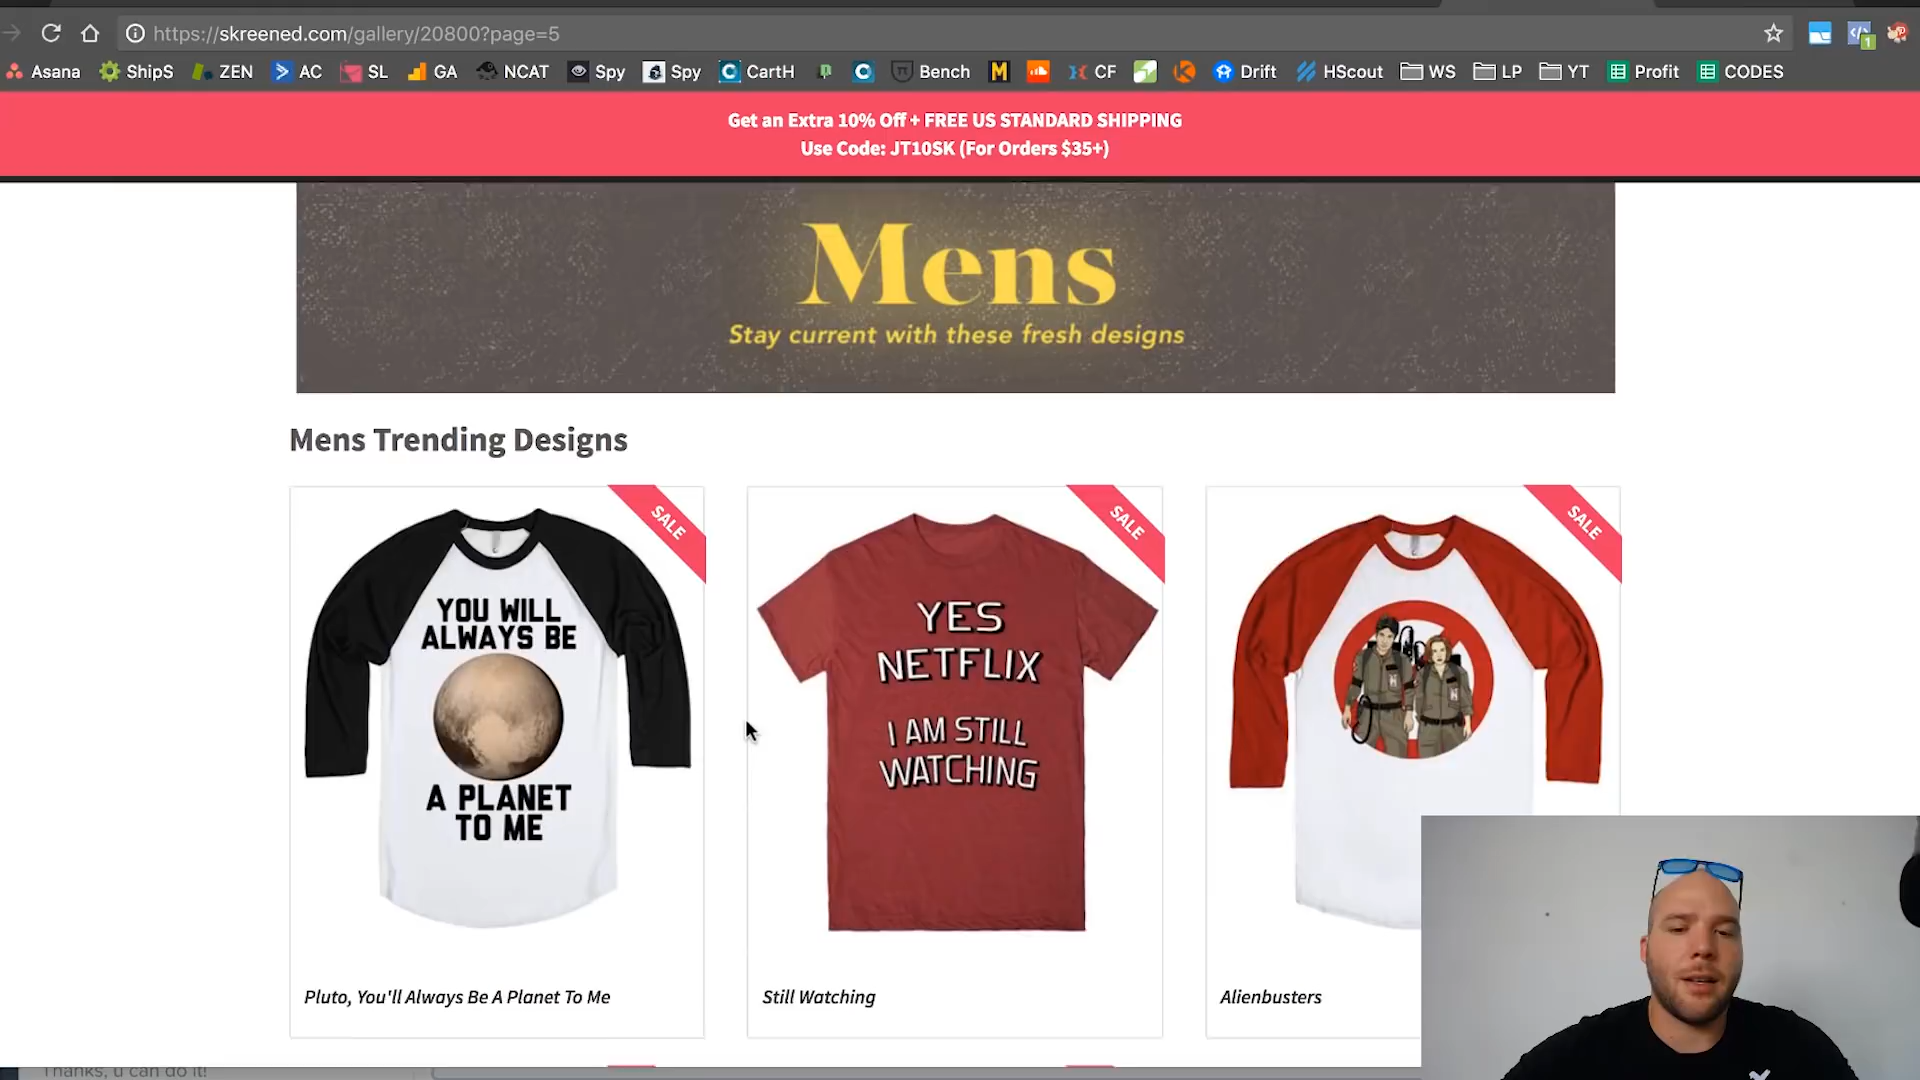 https://skreened.com/gallery/20800?page=5
1
Asana ShipS ZEN AC SL GA NCAT Spy Spy CartH Bench CF Drift HScout WS LP YT Profit CODES
Get an Extra 10% Off + FREE US STANDARD SHIPPING
Use Code: JT10SK (For Orders $35+)
Mens
Stay current with these fresh designs
Mens Trending Designs
SALE
SALE
SALE
YOU WILL
ALWAYS BE
A PLANET
TO ME
YES
NETFLIX
I AM STILL
WATCHING
Pluto, You'll Always Be A Planet To Me
Still Watching
Alienbusters
Thanks, u can do it!